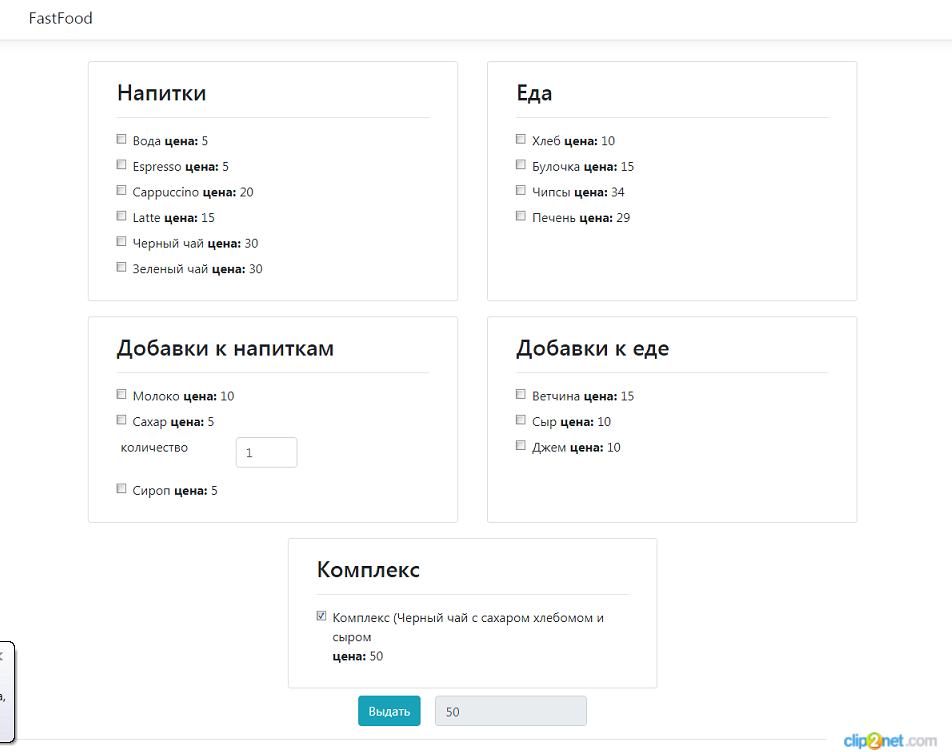 FastFood
Напитки
Вода цена: 5
Espresso цена: 5
Cappuccino цена: 20
Latte цена: 15
Черный чай цена: 30
Зеленый чай цена: 30
Еда
Хлеб цена: 10
Булочка цена: 15
Чипсы цена: 34
Печень цена: 29
Добавки к напиткам
Молоко цена: 10
Сахар цена: 5
количество 1
Сироп цена: 5
Добавки к еде
Ветчина цена: 15
Сыр цена: 10
Джем цена: 10
Комплекс
Комплекс (Черный чай с сахаром хлебомом и
сыром
цена: 50
Выдать 50
а,
clip2net.com